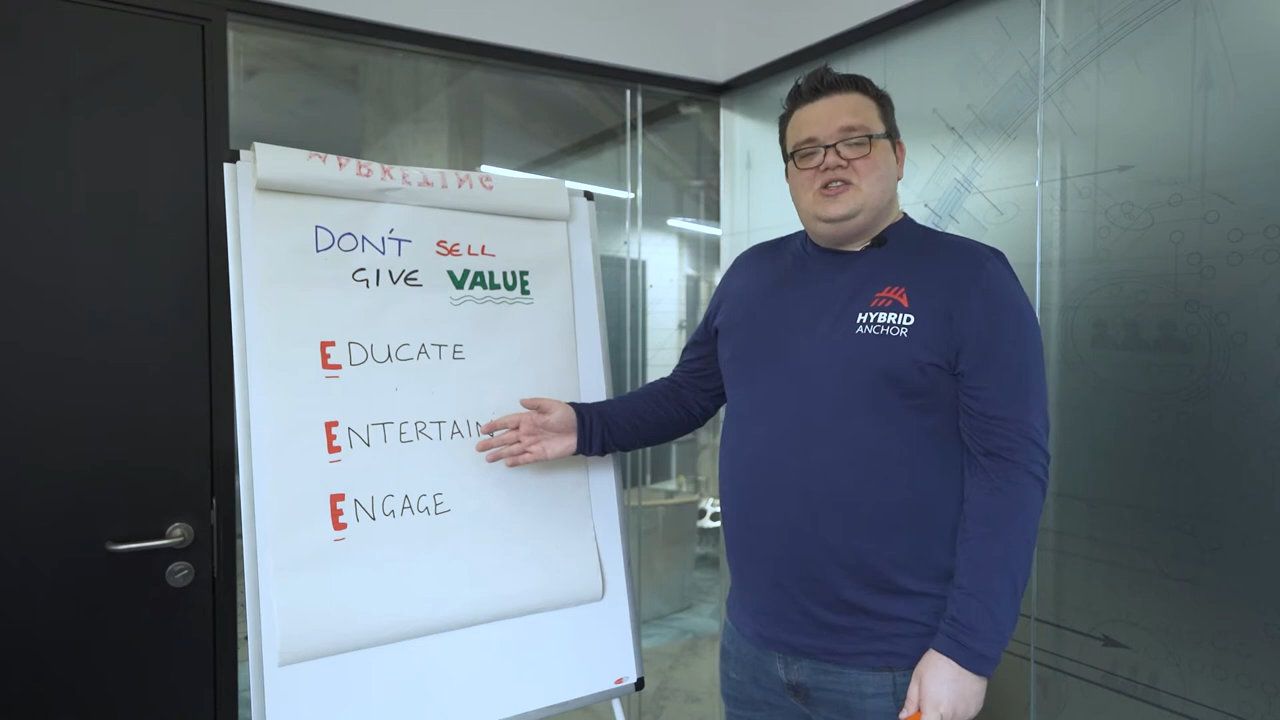 DON'T SELL
GIVE VALUE
EDUCATE
ENTERTAIN
ENGAGE
HYBRID
ANCHOR